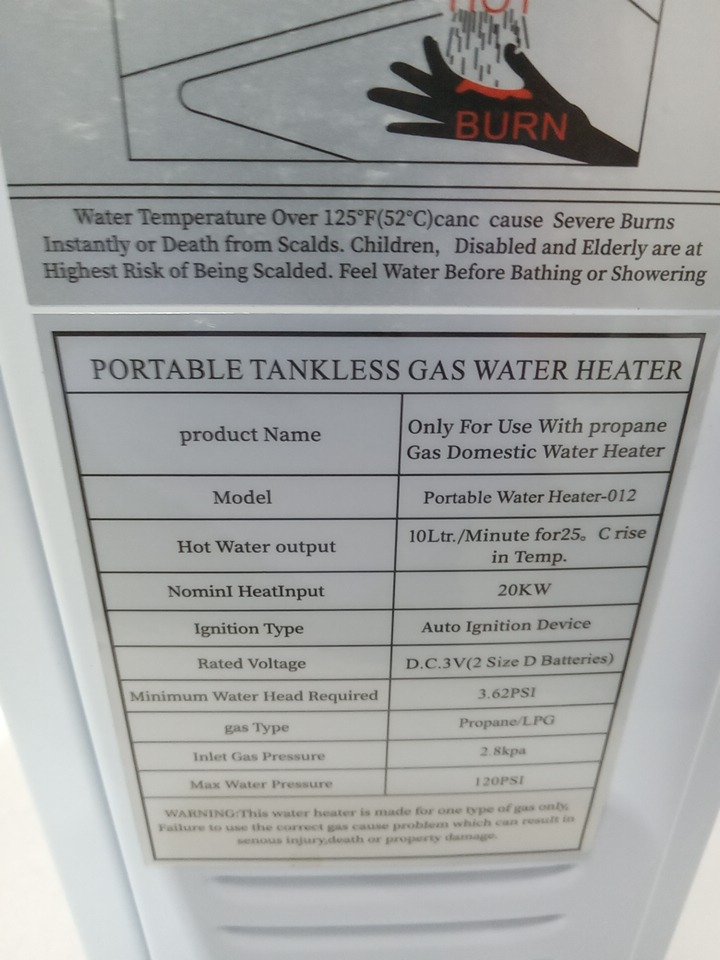 HOT
BURN
Water Temperature Over 125°F(52°C)canc cause Severe Burns
Instantly or Death from Scalds. Children, Disabled and Elderly are at
Highest Risk of Being Scalded. Feel Water Before Bathing or Showering
PORTABLE TANKLESS GAS WATER HEATER
product Name
Only For Use With propane
Gas Domestic Water Heater
Model
Portable Water Heater-012
Hot Water output
10Ltr./Minute for25。C rise
in Temp.
NominI HeatInput
20KW
Ignition Type
Auto Ignition Device
Rated Voltage
D.C.3V(2 Size D Batteries)
Minimum Water Head Required
3.62PSI
gas Type
Propane/LPG
Inlet Gas Pressure
2.8kpa
Max Water Pressure
120PSI
WARNING:This water heater is made for one type of gas only,
Failure to use the correct gas cause problem which can result in
senous injury,death or property damage.